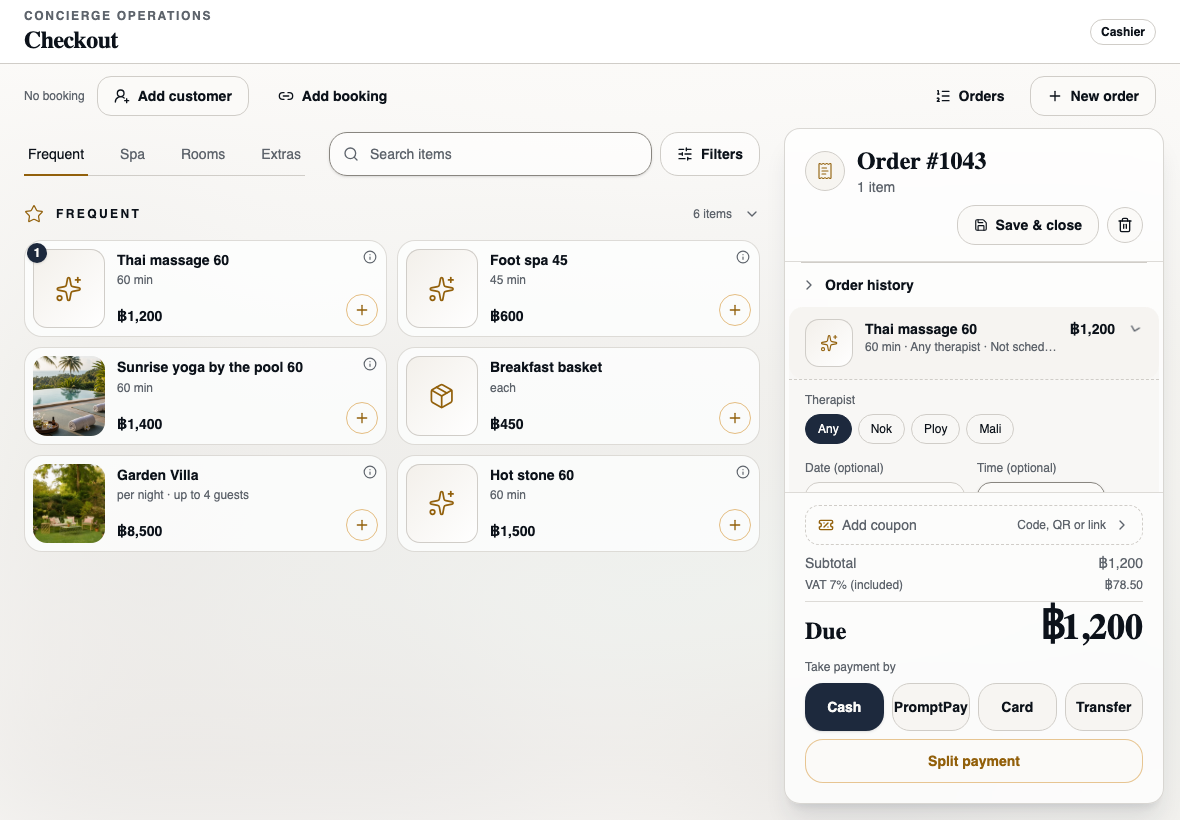 CONCIERGE OPERATIONS
Checkout
Cashier
No booking
Add customer
Add booking
Orders
New order
Frequent
Spa
Rooms
Extras
Search items
Filters
FREQUENT
6 items
1
Thai massage 60
60 min
฿1,200
Foot spa 45
45 min
฿600
Sunrise yoga by the pool 60
60 min
฿1,400
Breakfast basket
each
฿450
Garden Villa
per night · up to 4 guests
฿8,500
Hot stone 60
60 min
฿1,500
Order #1043
1 item
Save & close
Order history
Thai massage 60
฿1,200
60 min · Any therapist · Not sched…
Therapist
Any
Nok
Ploy
Mali
Date (optional)
Time (optional)
Add coupon
Code, QR or link
Subtotal
฿1,200
VAT 7% (included)
฿78.50
Due
฿1,200
Take payment by
Cash
PromptPay
Card
Transfer
Split payment